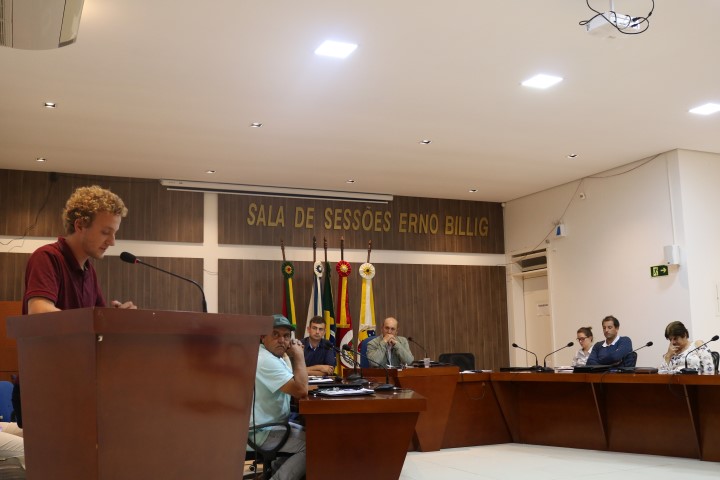 SALA DE SESSÕES ERNO BILLIG